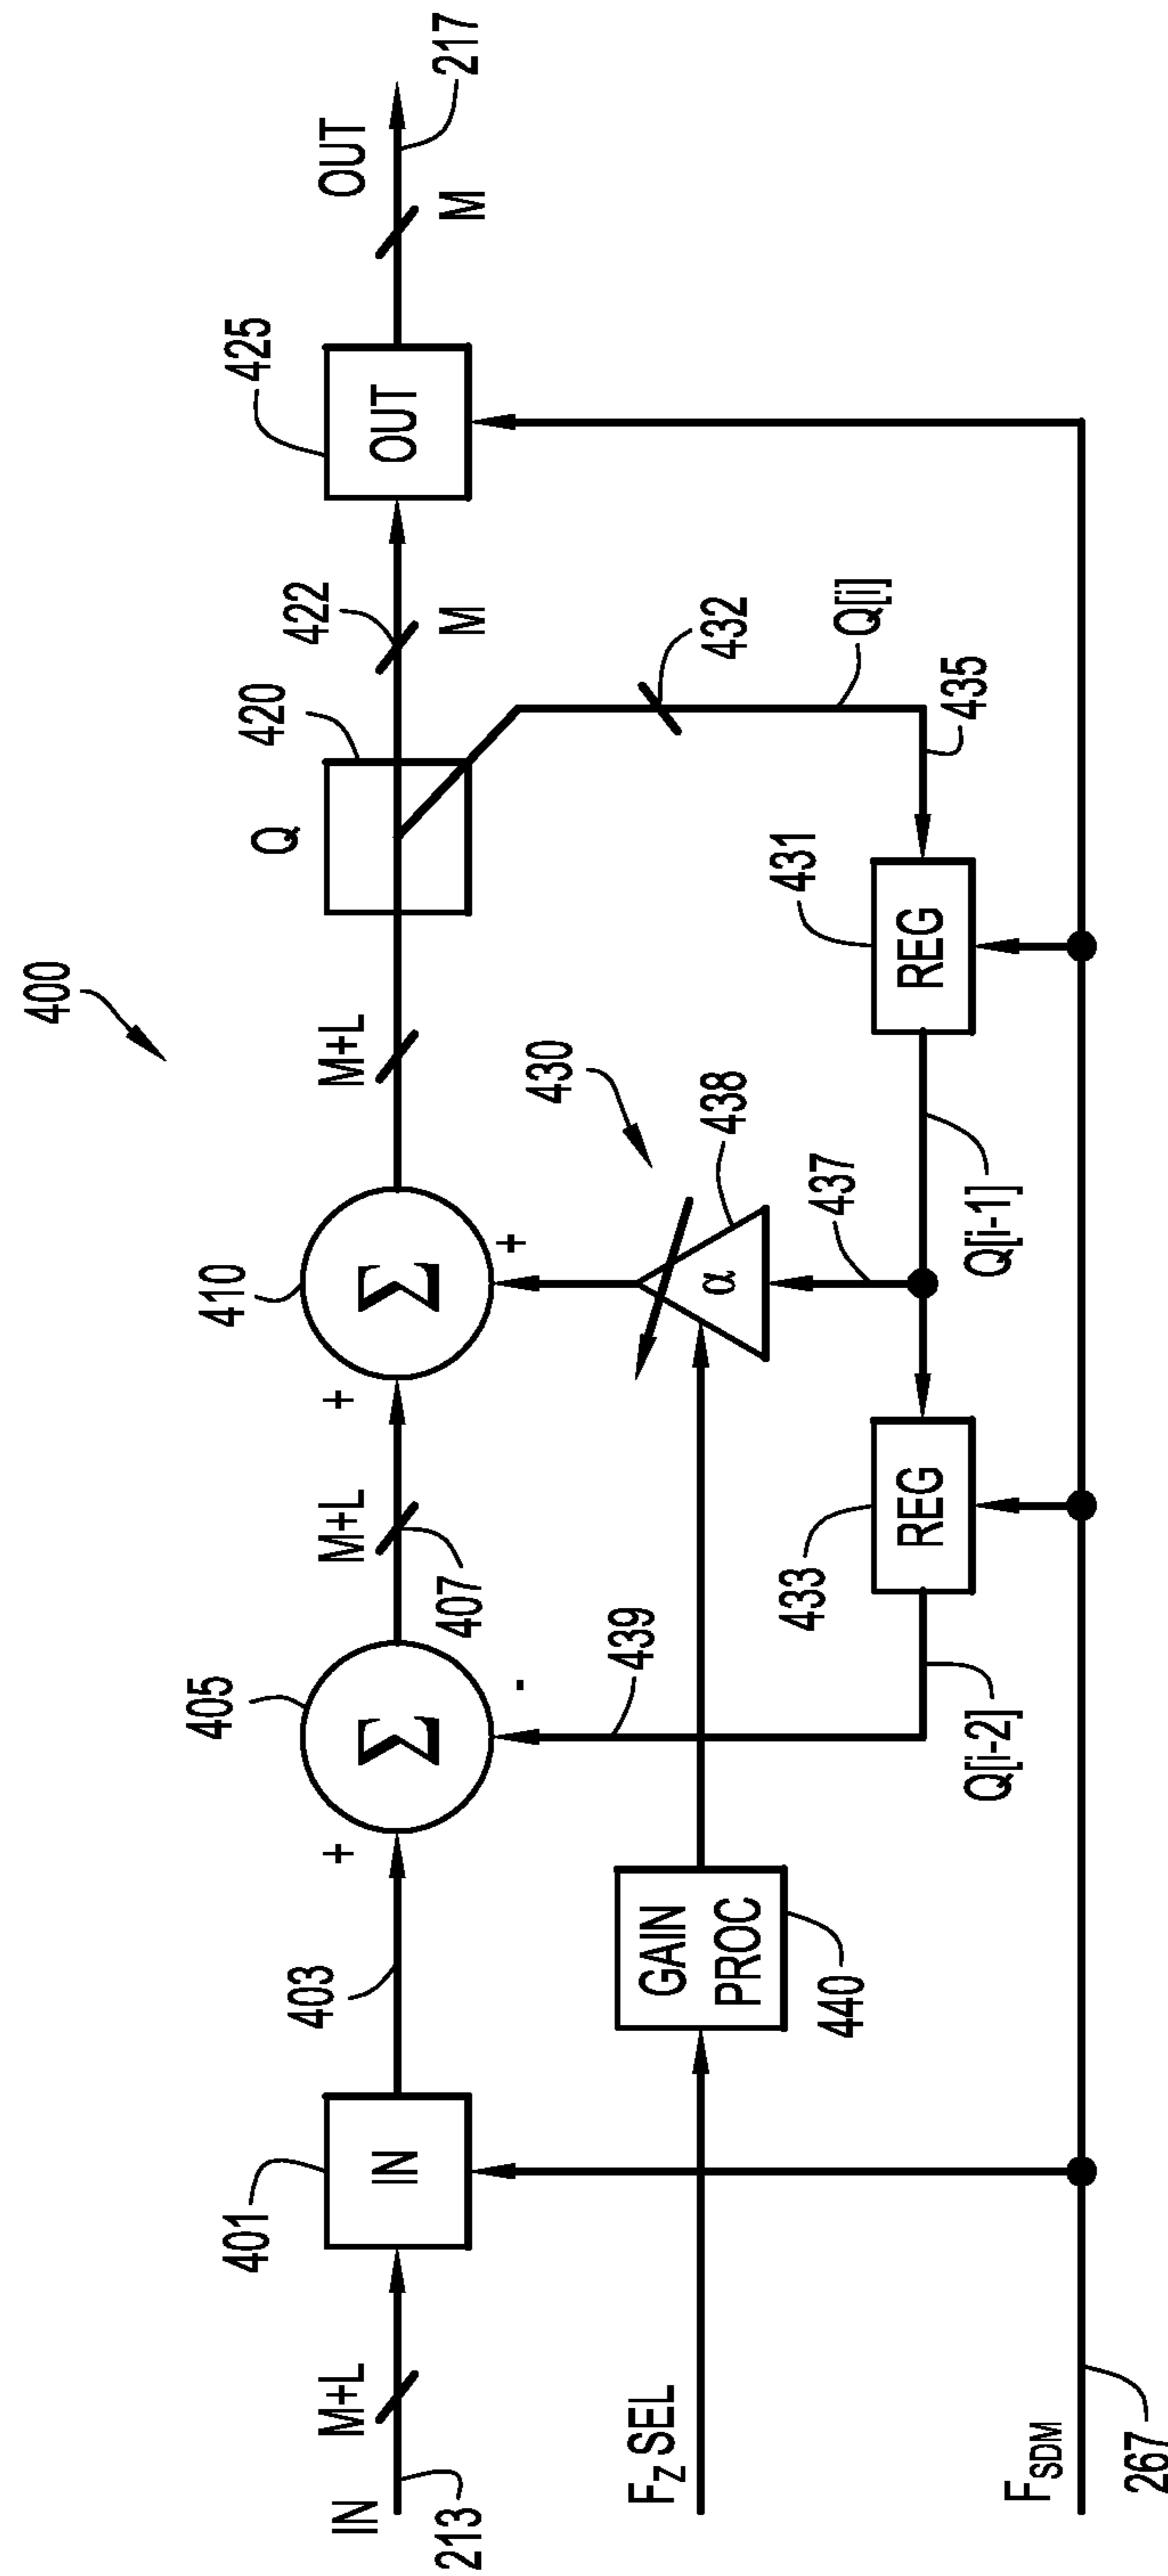 400
IN
M+L
213
401
IN
403
+
405
Σ
-
M+L
407
+
410
Σ
+
M+L
Q
420
422
M
425
OUT
OUT
M
217
430
438
α
437
439
432
Q[i]
435
431
REG
Q[i-1]
433
REG
Q[i-2]
F_Z SEL
GAIN
PROC
440
F_SDM
267